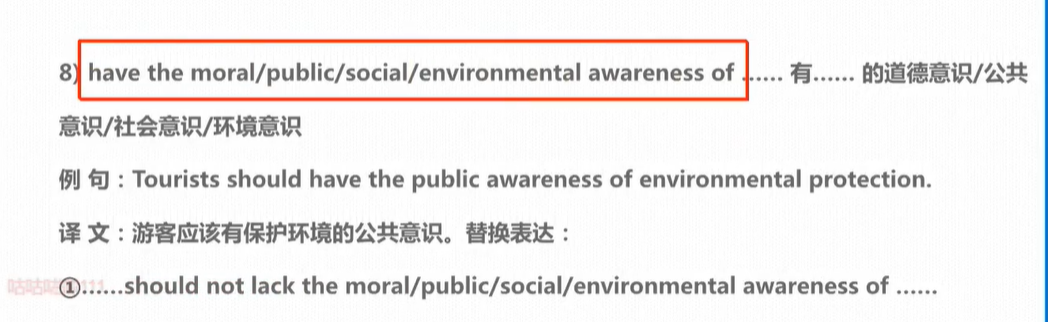 8) have the moral/public/social/environmental awareness of ...... 有...... 的道德意识/公共
意识/社会意识/环境意识
例 句：Tourists should have the public awareness of environmental protection.
译 文：游客应该有保护环境的公共意识。替换表达：
①......should not lack the moral/public/social/environmental awareness of ......